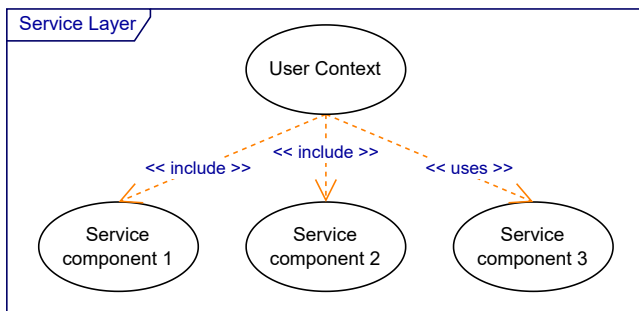 Service Layer
User Context
<< include >>
<< include >>
<< uses >>
Service
component 1
Service
component 2
Service
component 3